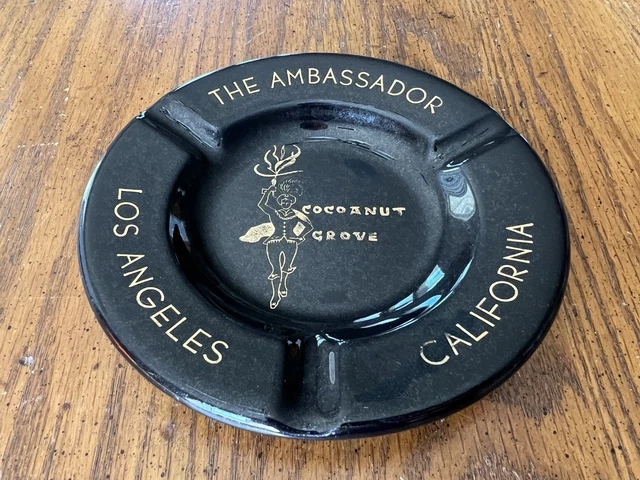 THE AMBASSADOR
COCOANUT
GROVE
LOS ANGELES
CALIFORNIA